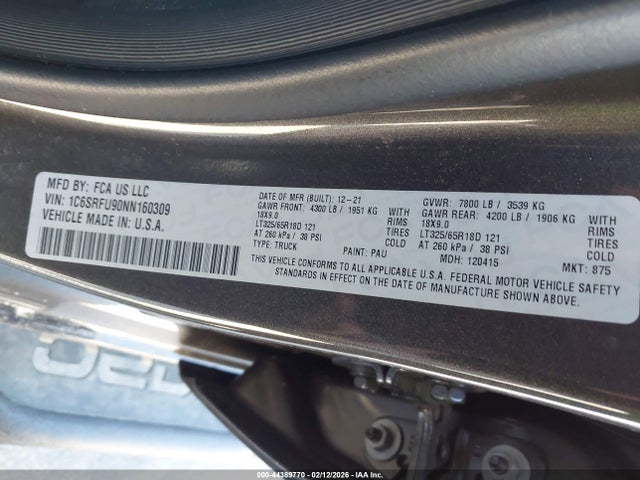 MFD BY: FCA US LLC
VIN: 1C6SRFU90NN160309
VEHICLE MADE IN U.S.A.
DATE OF MFR (BUILT): 12-21
GAWR FRONT: 4300 LB / 1951 KG WITH
18X9.0 RIMS
LT325/65R18D 121 TIRES
AT 260 kPa / 38 PSI COLD
TYPE: TRUCK PAINT: PAU
GVWR: 7800 LB / 3539 KG
GAWR REAR: 4200 LB / 1906 KG WITH
18X9.0 RIMS
LT325/65R18D 121 TIRES
AT 260 kPa / 38 PSI COLD
MDH: 120415 MKT: 875
THIS VEHICLE CONFORMS TO ALL APPLICABLE U.S.A. FEDERAL MOTOR VEHICLE SAFETY
STANDARDS IN EFFECT ON THE DATE OF MANUFACTURE SHOWN ABOVE.
000-44389770 - 02/12/2026 - IAA, Inc.